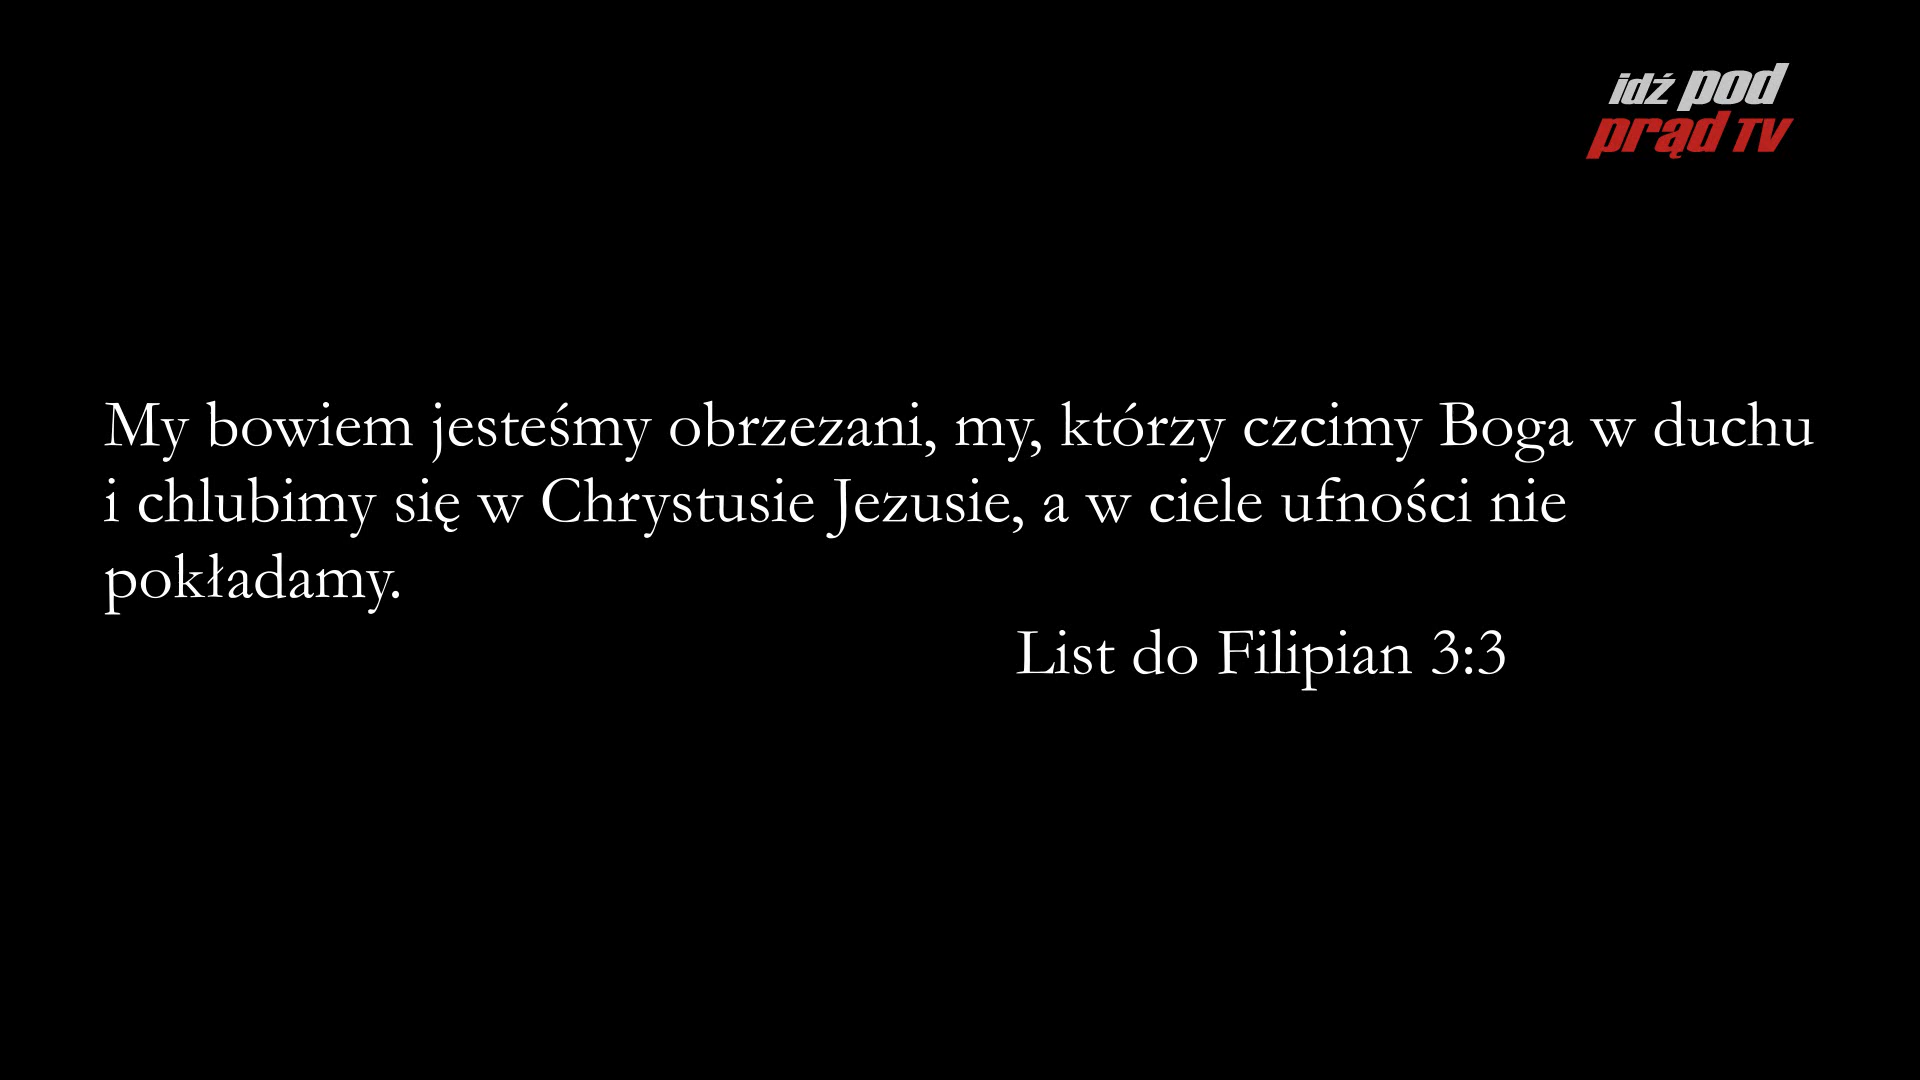 idź pod
prąd TV
My bowiem jesteśmy obrzezani, my, którzy czcimy Boga w duchu
i chlubimy się w Chrystusie Jezusie, a w ciele ufności nie
pokładamy.
List do Filipian 3:3